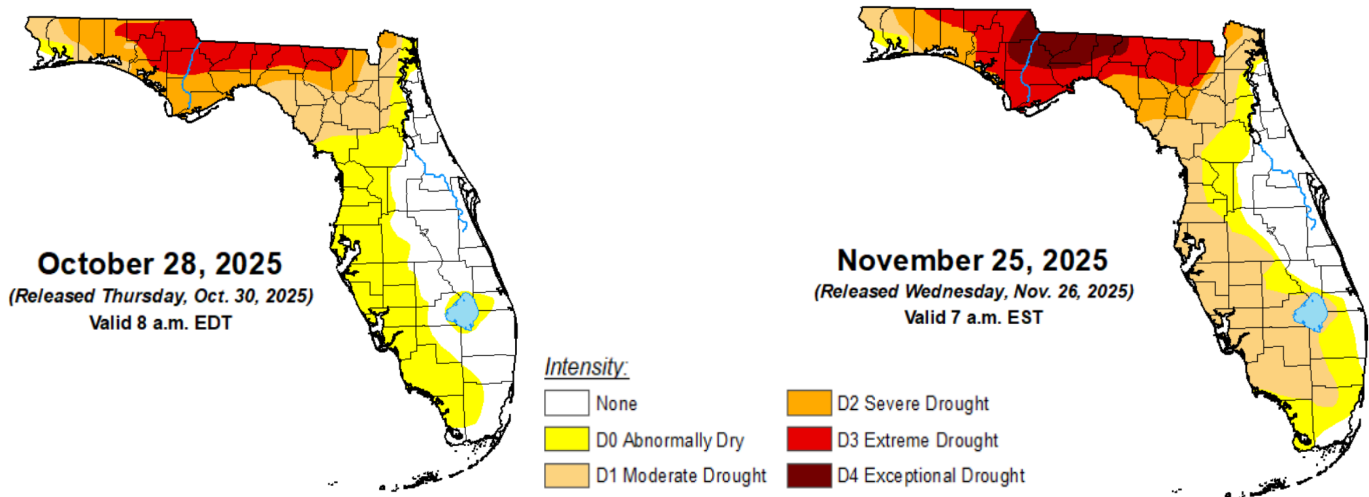 October 28, 2025
(Released Thursday, Oct. 30, 2025)
Valid 8 a.m. EDT
November 25, 2025
(Released Wednesday, Nov. 26, 2025)
Valid 7 a.m. EST
Intensity:
None
D0 Abnormally Dry
D1 Moderate Drought
D2 Severe Drought
D3 Extreme Drought
D4 Exceptional Drought